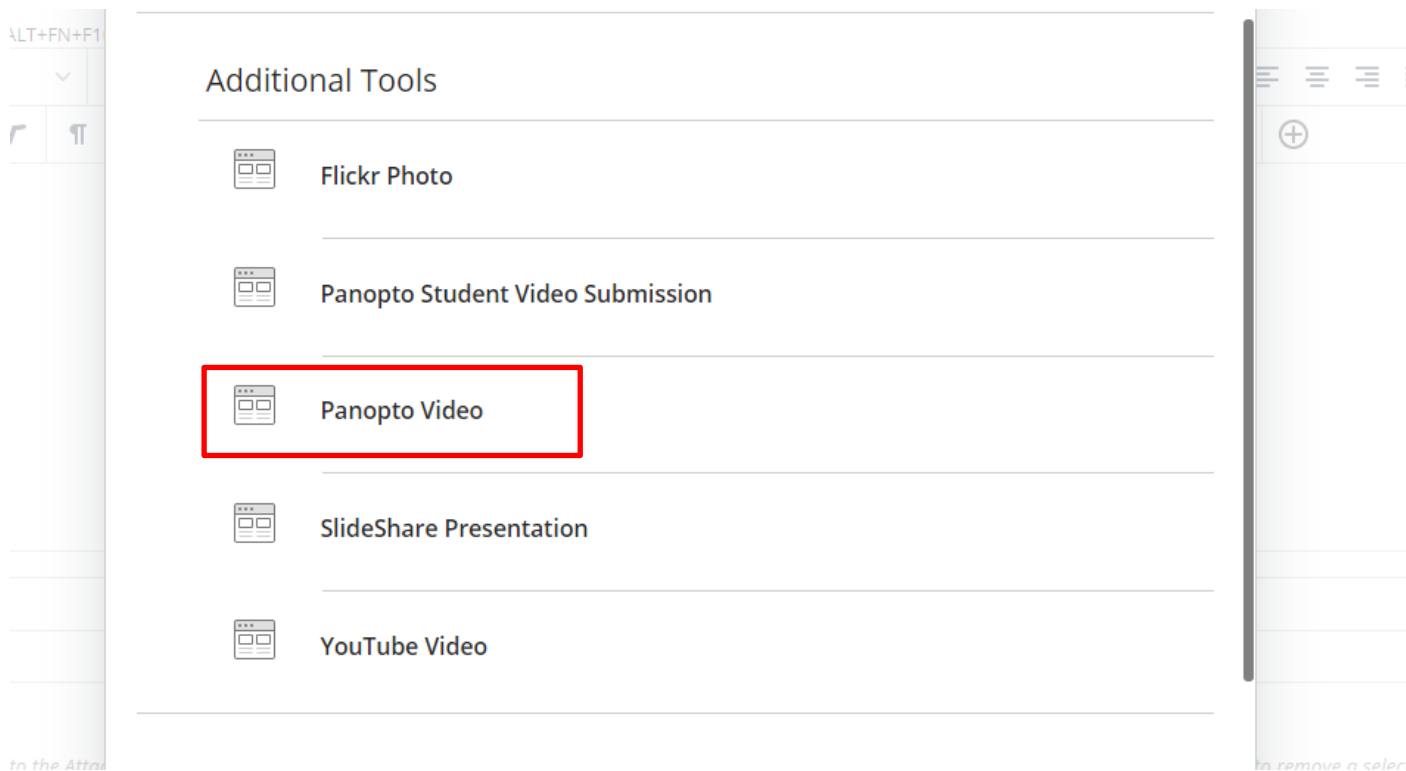 ALT+FN+F10
Additional Tools
Flickr Photo
Panopto Student Video Submission
Panopto Video
SlideShare Presentation
YouTube Video
to the Atta
to remove a selec